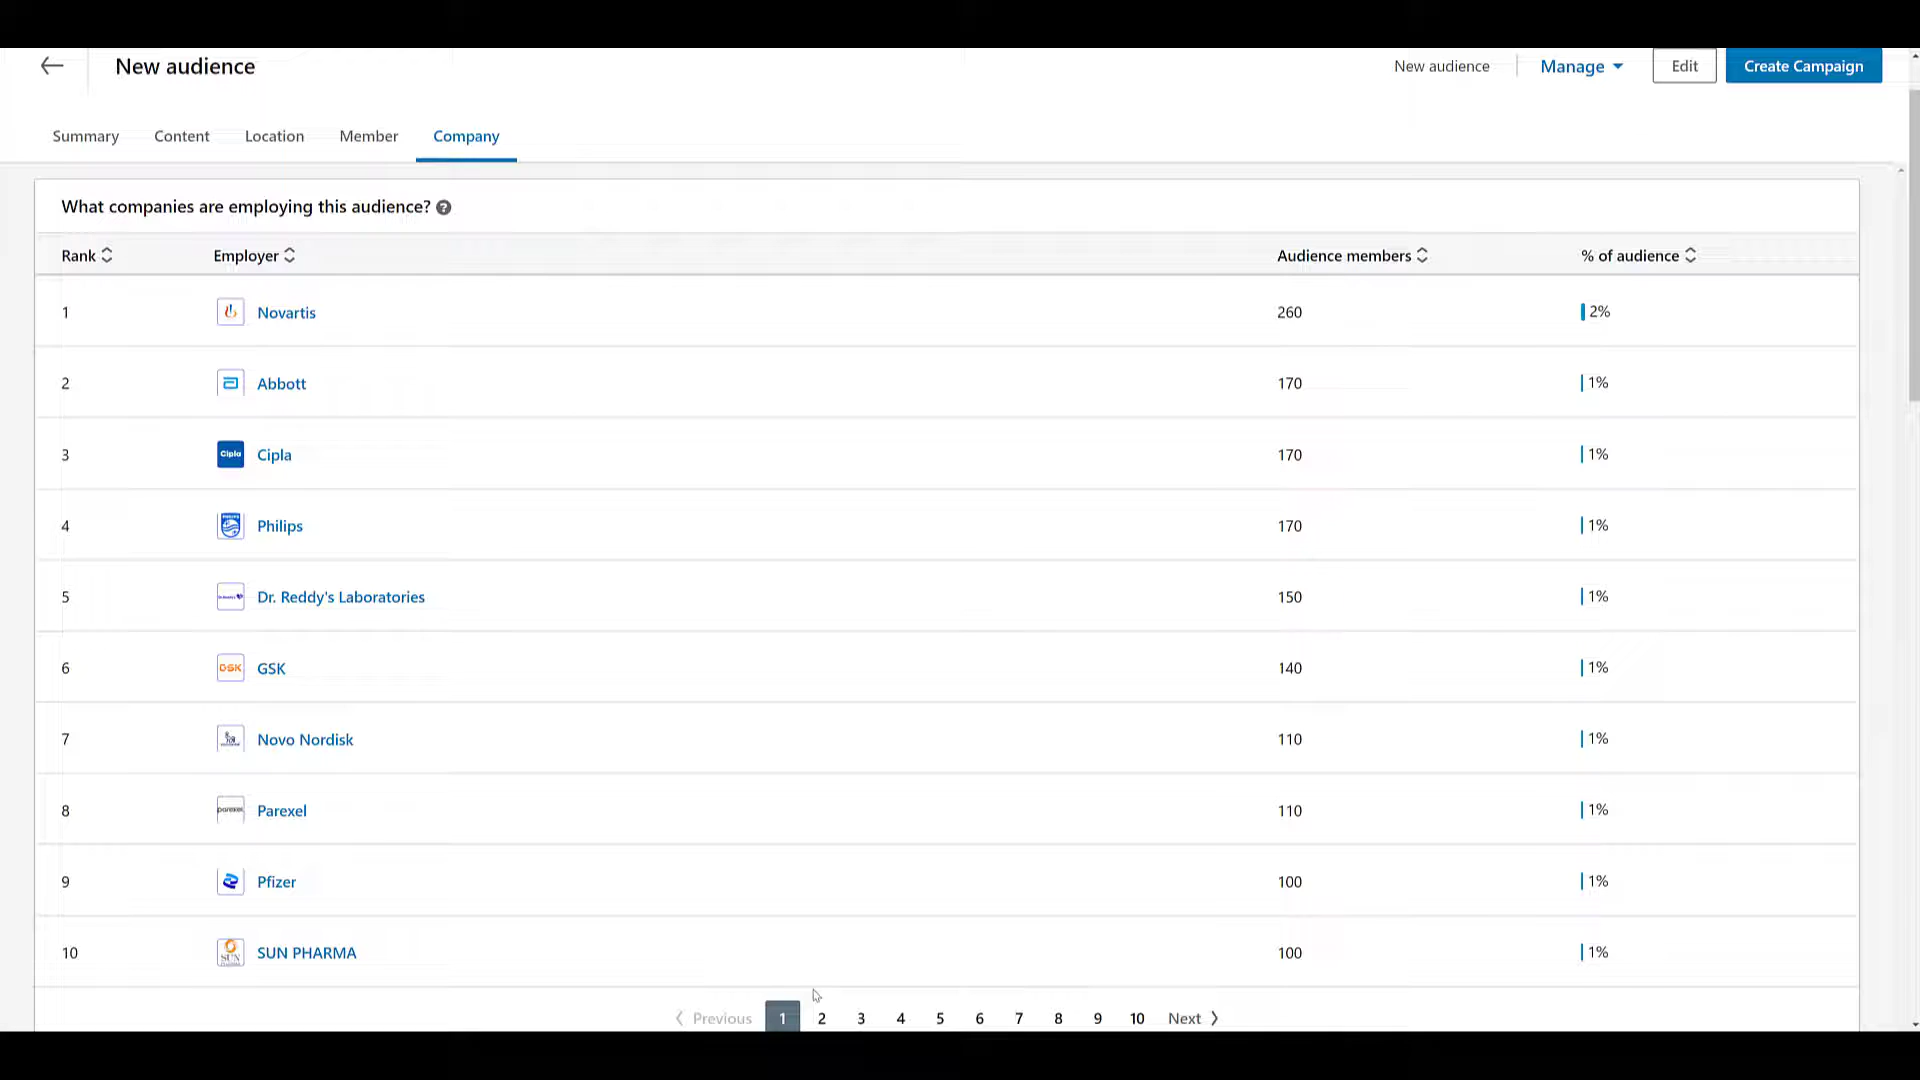 New audience
New audience
Manage
Edit
Create Campaign
Summary Content Location Member Company
What companies are employing this audience? ?
Rank Employer Audience members % of audience
1 Novartis 260 2%
2 Abbott 170 1%
3 Cipla Cipla 170 1%
4 Philips 170 1%
5 Dr. Reddy's Laboratories 150 1%
6 GSK GSK 140 1%
7 Novo Nordisk 110 1%
8 parexel Parexel 110 1%
9 Pfizer 100 1%
10 SUN SUN PHARMA 100 1%
Previous 1 2 3 4 5 6 7 8 9 10 Next